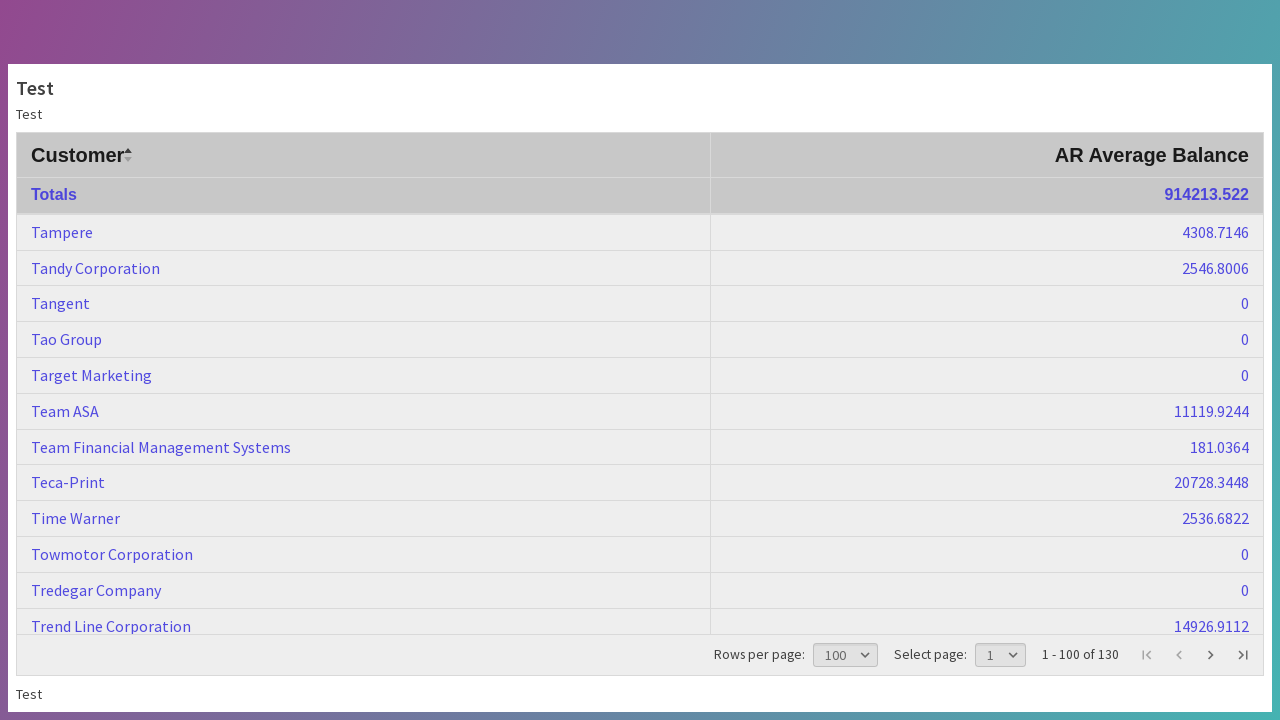 Test
Test
Customer AR Average Balance
Totals 914213.522
Tampere 4308.7146
Tandy Corporation 2546.8006
Tangent 0
Tao Group 0
Target Marketing 0
Team ASA 11119.9244
Team Financial Management Systems 181.0364
Teca-Print 20728.3448
Time Warner 2536.6822
Towmotor Corporation 0
Tredegar Company 0
Trend Line Corporation 14926.9112
Rows per page: 100 Select page: 1 1 - 100 of 130
Test